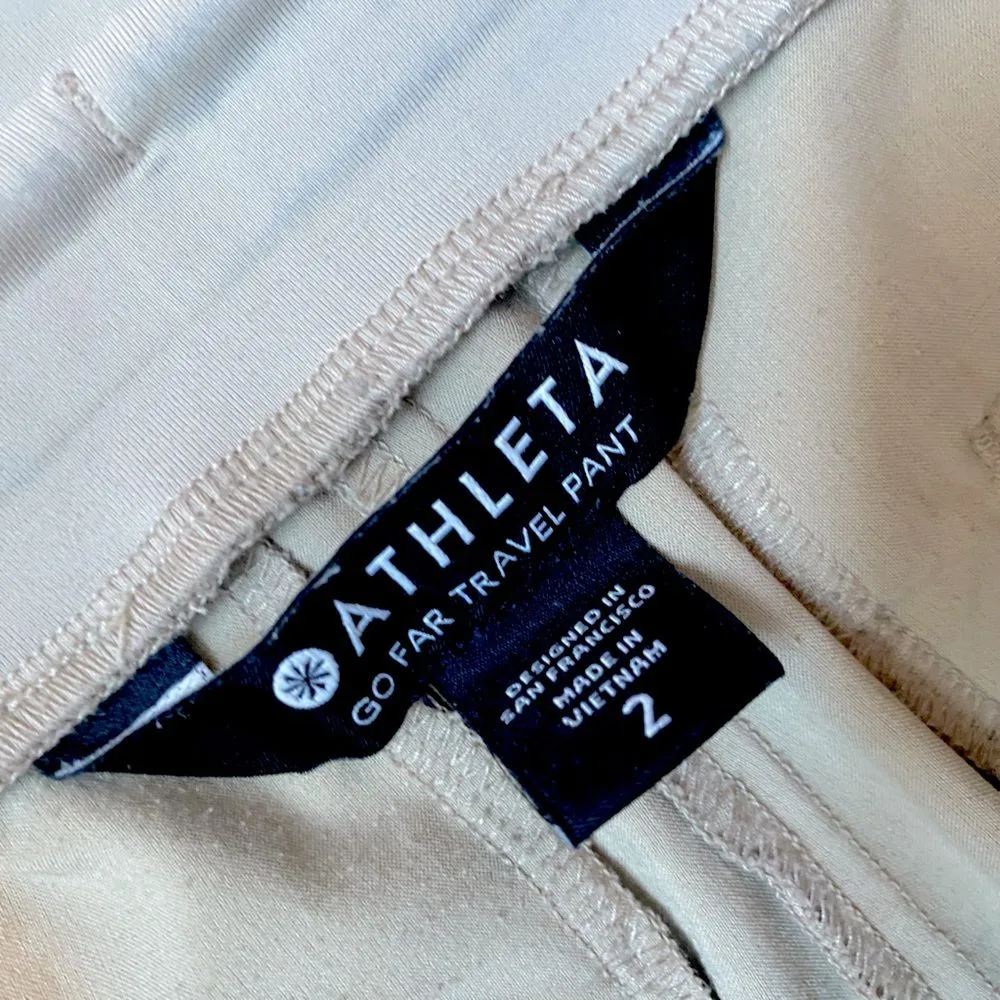 ATHLETA
GO FAR TRAVEL PANT
DESIGNED IN
SAN FRANCISCO
MADE IN
VIETNAM
2